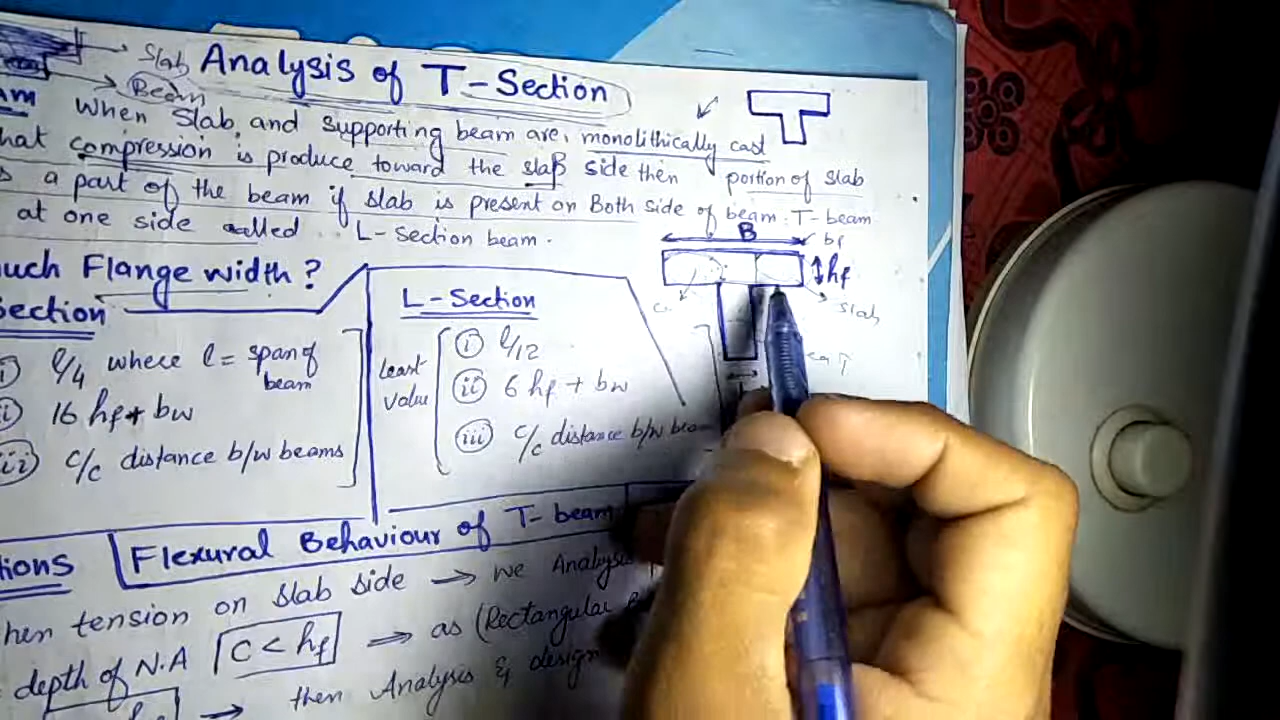 Slab Analysis of T-Section
Beam
When Slab and supporting beam are monolithically cast
hat compression is produce toward the slab side then portion of slab
s a part of the beam if slab is present on Both side of beam. T-beam
at one side called L-Section beam.
B
bf
hf
Slab
uch Flange width?
Section
i) l/4 where l = span of
beam
16 hf + bw
c/c distance b/w beams
L-Section
Least
value
(i) l/12
(ii) 6 hf + bw
(iii) c/c distance b/w
tions Flexural Behaviour of T-beam
hen tension on slab side → we Analysis
depth of N.A C < hf ⇒ as (Rectangular
→ then Analysis & design